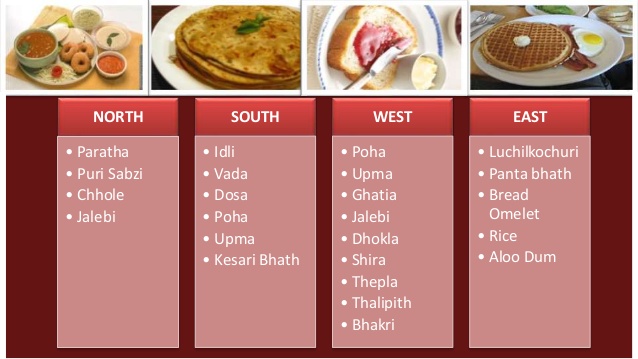 NORTH
• Paratha
• Puri Sabzi
• Chhole
• Jalebi
SOUTH
• Idli
• Vada
• Dosa
• Poha
• Upma
• Kesari Bhath
WEST
• Poha
• Upma
• Ghatia
• Jalebi
• Dhokla
• Shira
• Thepla
• Thalipith
• Bhakri
EAST
• Luchilkochuri
• Panta bhath
• Bread
Omelet
• Rice
• Aloo Dum